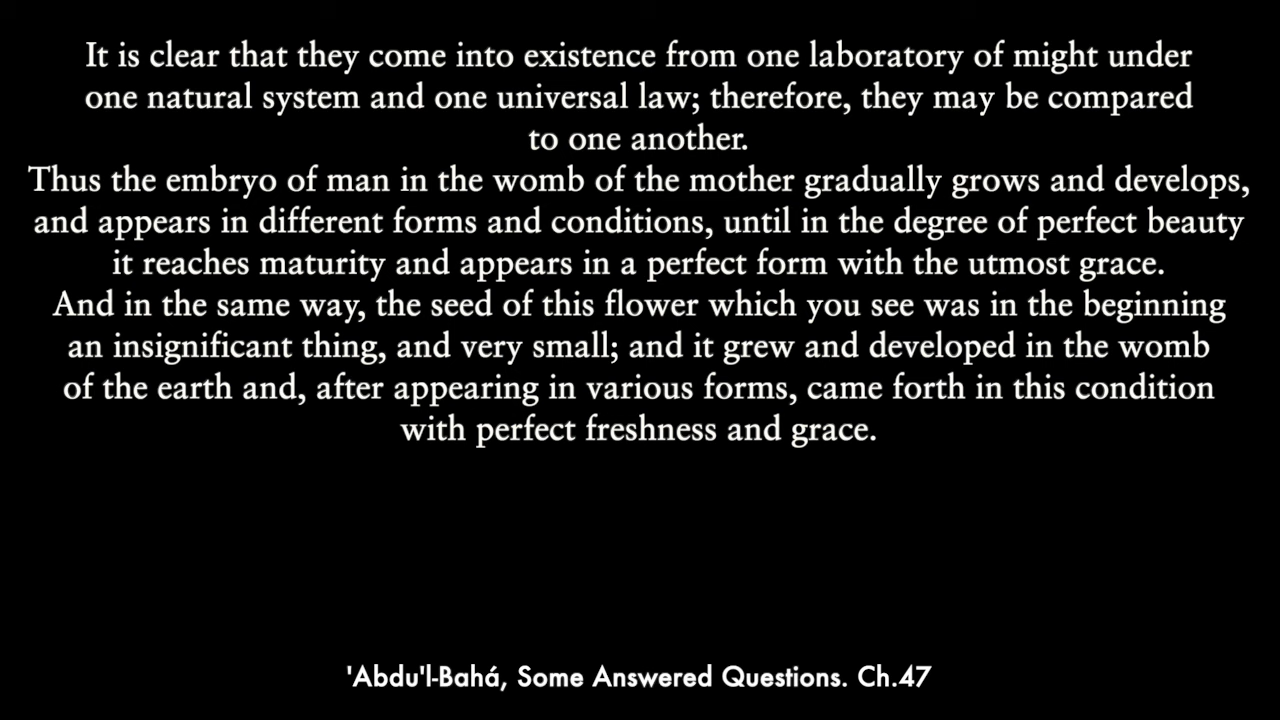 It is clear that they come into existence from one laboratory of might under
one natural system and one universal law; therefore, they may be compared
to one another.
Thus the embryo of man in the womb of the mother gradually grows and develops,
and appears in different forms and conditions, until in the degree of perfect beauty
it reaches maturity and appears in a perfect form with the utmost grace.
And in the same way, the seed of this flower which you see was in the beginning
an insignificant thing, and very small; and it grew and developed in the womb
of the earth and, after appearing in various forms, came forth in this condition
with perfect freshness and grace.
'Abdu'l-Bahá, Some Answered Questions. Ch.47